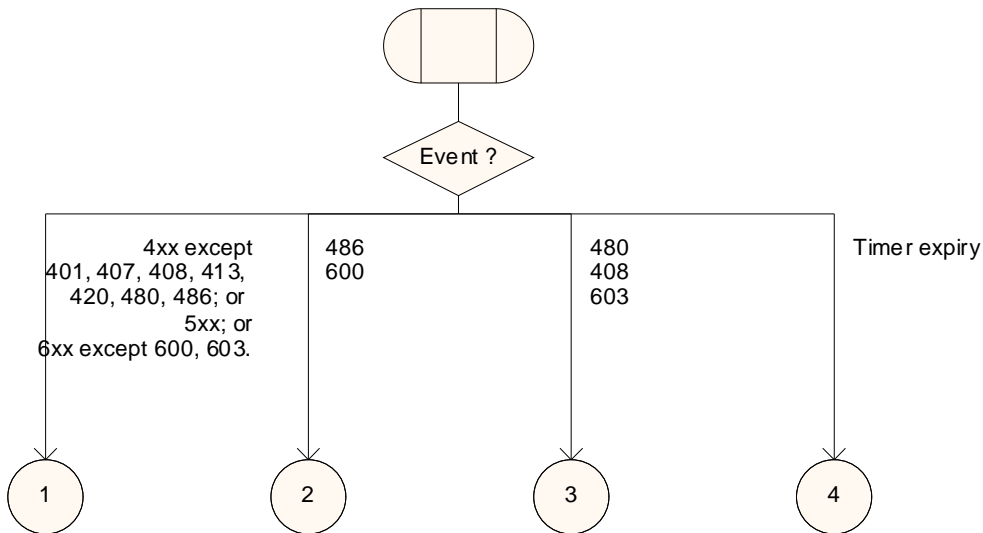 Event ?
4xx except
401, 407, 408, 413,
420, 480, 486; or
5xx; or
6xx except 600, 603.
486
600
480
408
603
Timer expiry
1
2
3
4